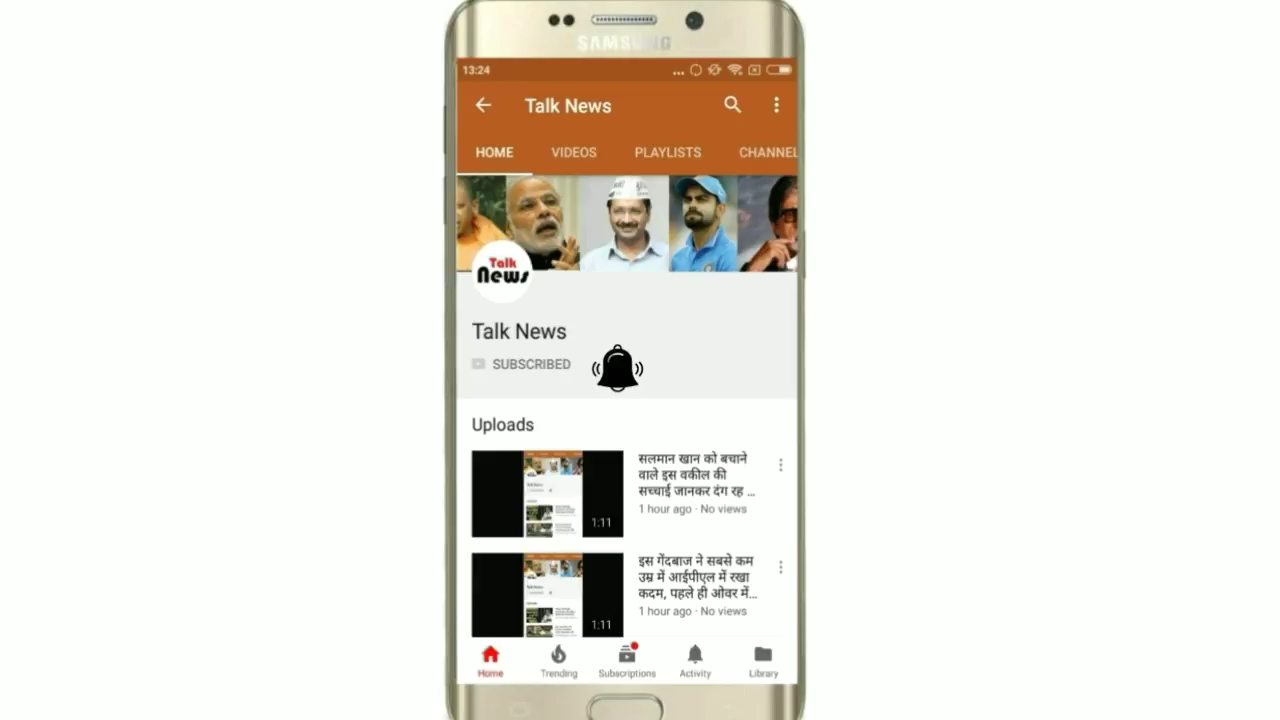 SAMSUNG
13:24
Talk News
HOME VIDEOS PLAYLISTS CHANNEL
Talk
News
Talk News
SUBSCRIBED
Uploads
सलमान खान को बचाने
वाले इस वकील की
सच्चाई जानकर दंग रह ...
1 hour ago · No views
1:11
इस गेंदबाज ने सबसे कम
उम्र में आईपीएल में रखा
कदम, पहले ही ओवर में...
1 hour ago · No views
1:11
Home Trending Subscriptions Activity Library